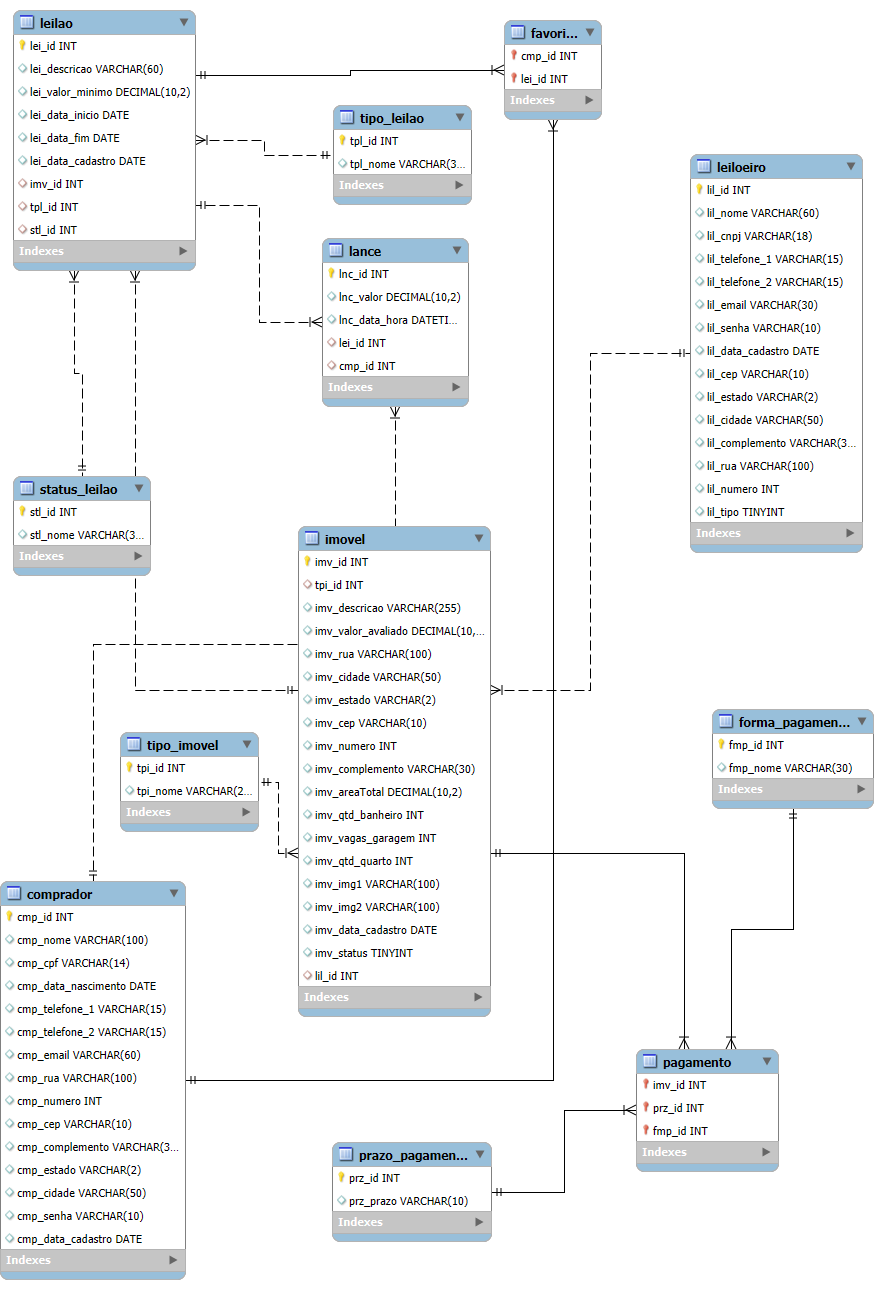 leilao
lei_id INT
lei_descricao VARCHAR(60)
lei_valor_minimo DECIMAL(10,2)
lei_data_inicio DATE
lei_data_fim DATE
lei_data_cadastro DATE
imv_id INT
tpl_id INT
stl_id INT
Indexes
favori...
cmp_id INT
lei_id INT
Indexes
tipo_leilao
tpl_id INT
tpl_nome VARCHAR(3...
Indexes
leiloeiro
lil_id INT
lil_nome VARCHAR(60)
lil_cnpj VARCHAR(18)
lil_telefone_1 VARCHAR(15)
lil_telefone_2 VARCHAR(15)
lil_email VARCHAR(30)
lil_senha VARCHAR(10)
lil_data_cadastro DATE
lil_cep VARCHAR(10)
lil_estado VARCHAR(2)
lil_cidade VARCHAR(50)
lil_complemento VARCHAR(3...
lil_rua VARCHAR(100)
lil_numero INT
lil_tipo TINYINT
Indexes
lance
lnc_id INT
lnc_valor DECIMAL(10,2)
lnc_data_hora DATETI...
lei_id INT
cmp_id INT
Indexes
status_leilao
stl_id INT
stl_nome VARCHAR(3...
Indexes
imovel
imv_id INT
tpi_id INT
imv_descricao VARCHAR(255)
imv_valor_avaliado DECIMAL(10,...
imv_rua VARCHAR(100)
imv_cidade VARCHAR(50)
imv_estado VARCHAR(2)
imv_cep VARCHAR(10)
imv_numero INT
imv_complemento VARCHAR(30)
imv_areaTotal DECIMAL(10,2)
imv_qtd_banheiro INT
imv_vagas_garagem INT
imv_qtd_quarto INT
imv_img1 VARCHAR(100)
imv_img2 VARCHAR(100)
imv_data_cadastro DATE
imv_status TINYINT
lil_id INT
Indexes
tipo_imovel
tpi_id INT
tpi_nome VARCHAR(2...
Indexes
forma_pagamen...
fmp_id INT
fmp_nome VARCHAR(30)
Indexes
comprador
cmp_id INT
cmp_nome VARCHAR(100)
cmp_cpf VARCHAR(14)
cmp_data_nascimento DATE
cmp_telefone_1 VARCHAR(15)
cmp_telefone_2 VARCHAR(15)
cmp_email VARCHAR(60)
cmp_rua VARCHAR(100)
cmp_numero INT
cmp_cep VARCHAR(10)
cmp_complemento VARCHAR(3...
cmp_estado VARCHAR(2)
cmp_cidade VARCHAR(50)
cmp_senha VARCHAR(10)
cmp_data_cadastro DATE
Indexes
pagamento
imv_id INT
prz_id INT
fmp_id INT
Indexes
prazo_pagamen...
prz_id INT
prz_prazo VARCHAR(10)
Indexes